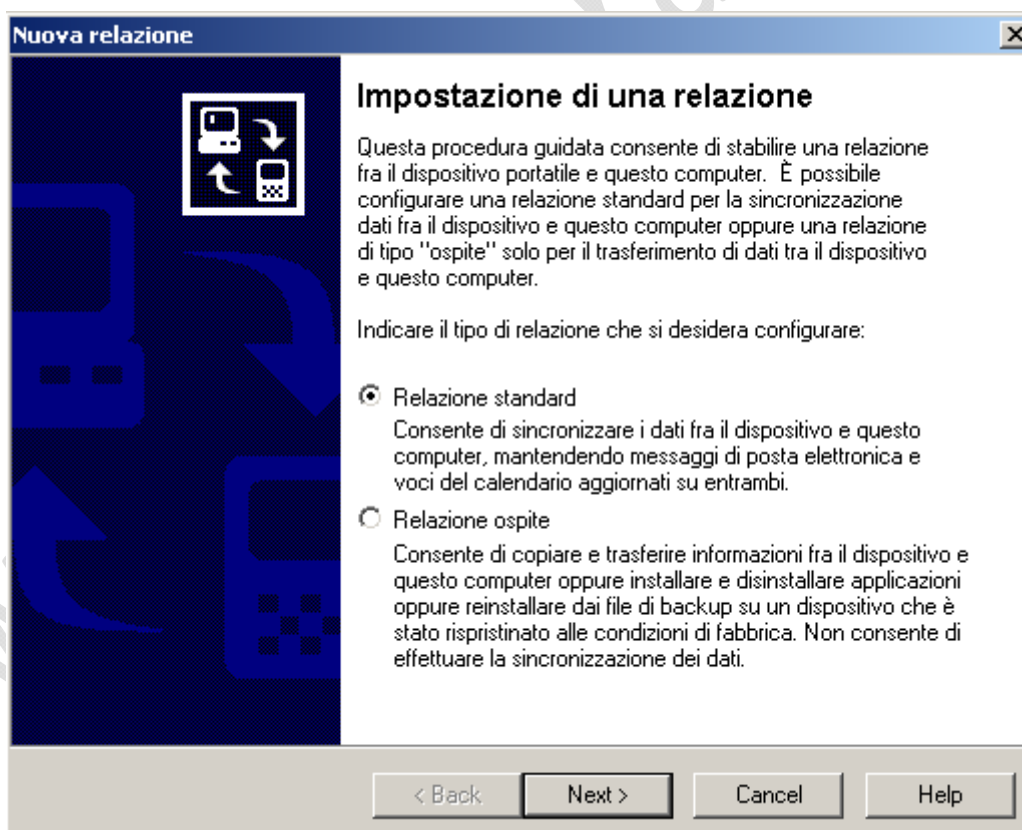 Nuova relazione
Impostazione di una relazione
Questa procedura guidata consente di stabilire una relazione
fra il dispositivo portatile e questo computer.  È possibile
configurare una relazione standard per la sincronizzazione
dati fra il dispositivo e questo computer oppure una relazione
di tipo "ospite" solo per il trasferimento di dati tra il dispositivo
e questo computer.
Indicare il tipo di relazione che si desidera configurare:
Relazione standard
Consente di sincronizzare i dati fra il dispositivo e questo
computer, mantendendo messaggi di posta elettronica e
voci del calendario aggiornati su entrambi.
Relazione ospite
Consente di copiare e trasferire informazioni fra il dispositivo e
questo computer oppure installare e disinstallare applicazioni
oppure reinstallare dai file di backup su un dispositivo che è
stato rispristinato alle condizioni di fabbrica. Non consente di
effettuare la sincronizzazione dei dati.
< Back
Next >
Cancel
Help